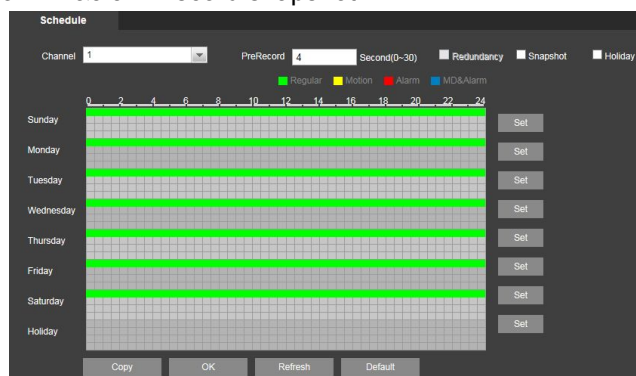 Schedule
Channel 1 PreRecord 4 Second(0~30) Redundancy Snapshot Holiday
Regular Motion Alarm MD&Alarm
0 2 4 6 8 10 12 14 16 18 20 22 24
Sunday Set
Monday Set
Tuesday Set
Wednesday Set
Thursday Set
Friday Set
Saturday Set
Holiday Set
Copy OK Refresh Default